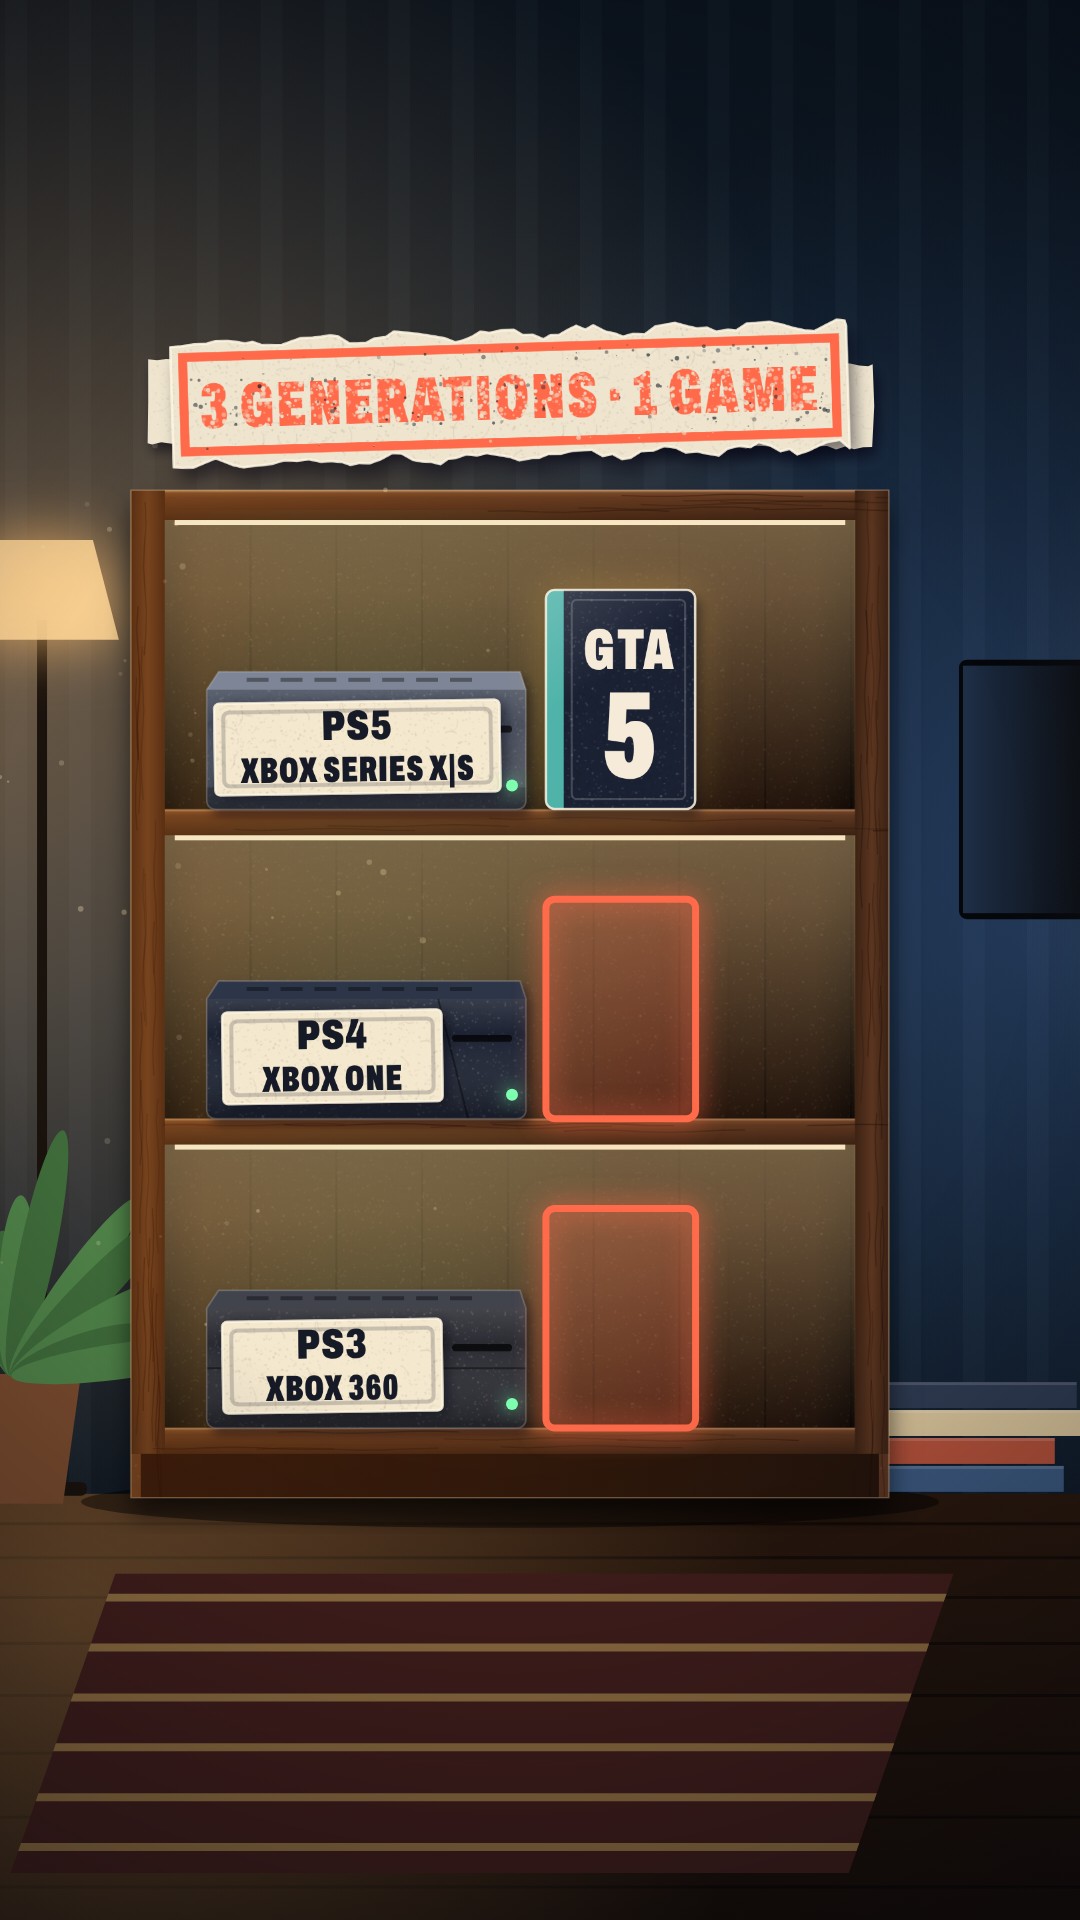 3 GENERATIONS · 1 GAME
GTA
5
PS5
XBOX SERIES X|S
PS4
XBOX ONE
PS3
XBOX 360